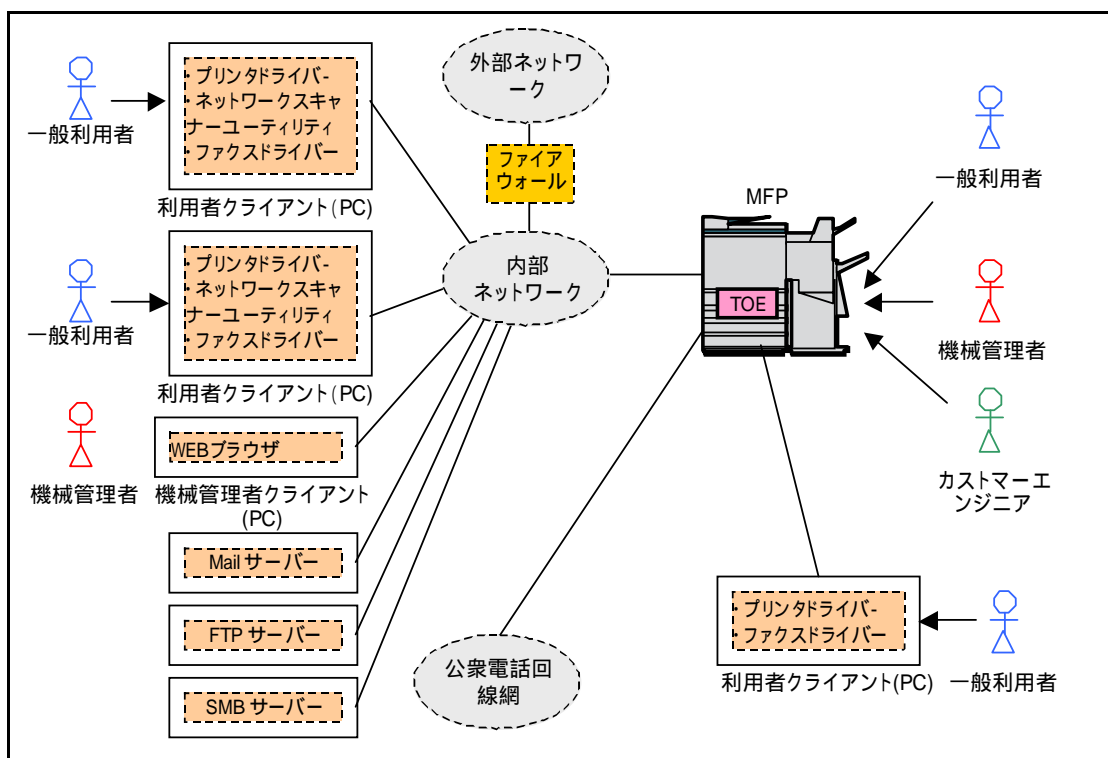 外部ネットワ
ーク
ファイア
ウォール
内部
ネットワーク
一般利用者
・プリンタドライバ-
・ネットワークスキャ
ナーユーティリティ
・ファクスドライバー
利用者クライアント(PC)
一般利用者
・プリンタドライバ-
・ネットワークスキャ
ナーユーティリティ
・ファクスドライバー
利用者クライアント(PC)
機械管理者
WEBブラウザ
機械管理者クライアント
(PC)
Mail サーバー
FTP サーバー
SMB サーバー
公衆電話回
線網
MFP
TOE
一般利用者
機械管理者
カストマーエ
ンジニア
・プリンタドライバ-
・ファクスドライバー
利用者クライアント(PC)
一般利用者